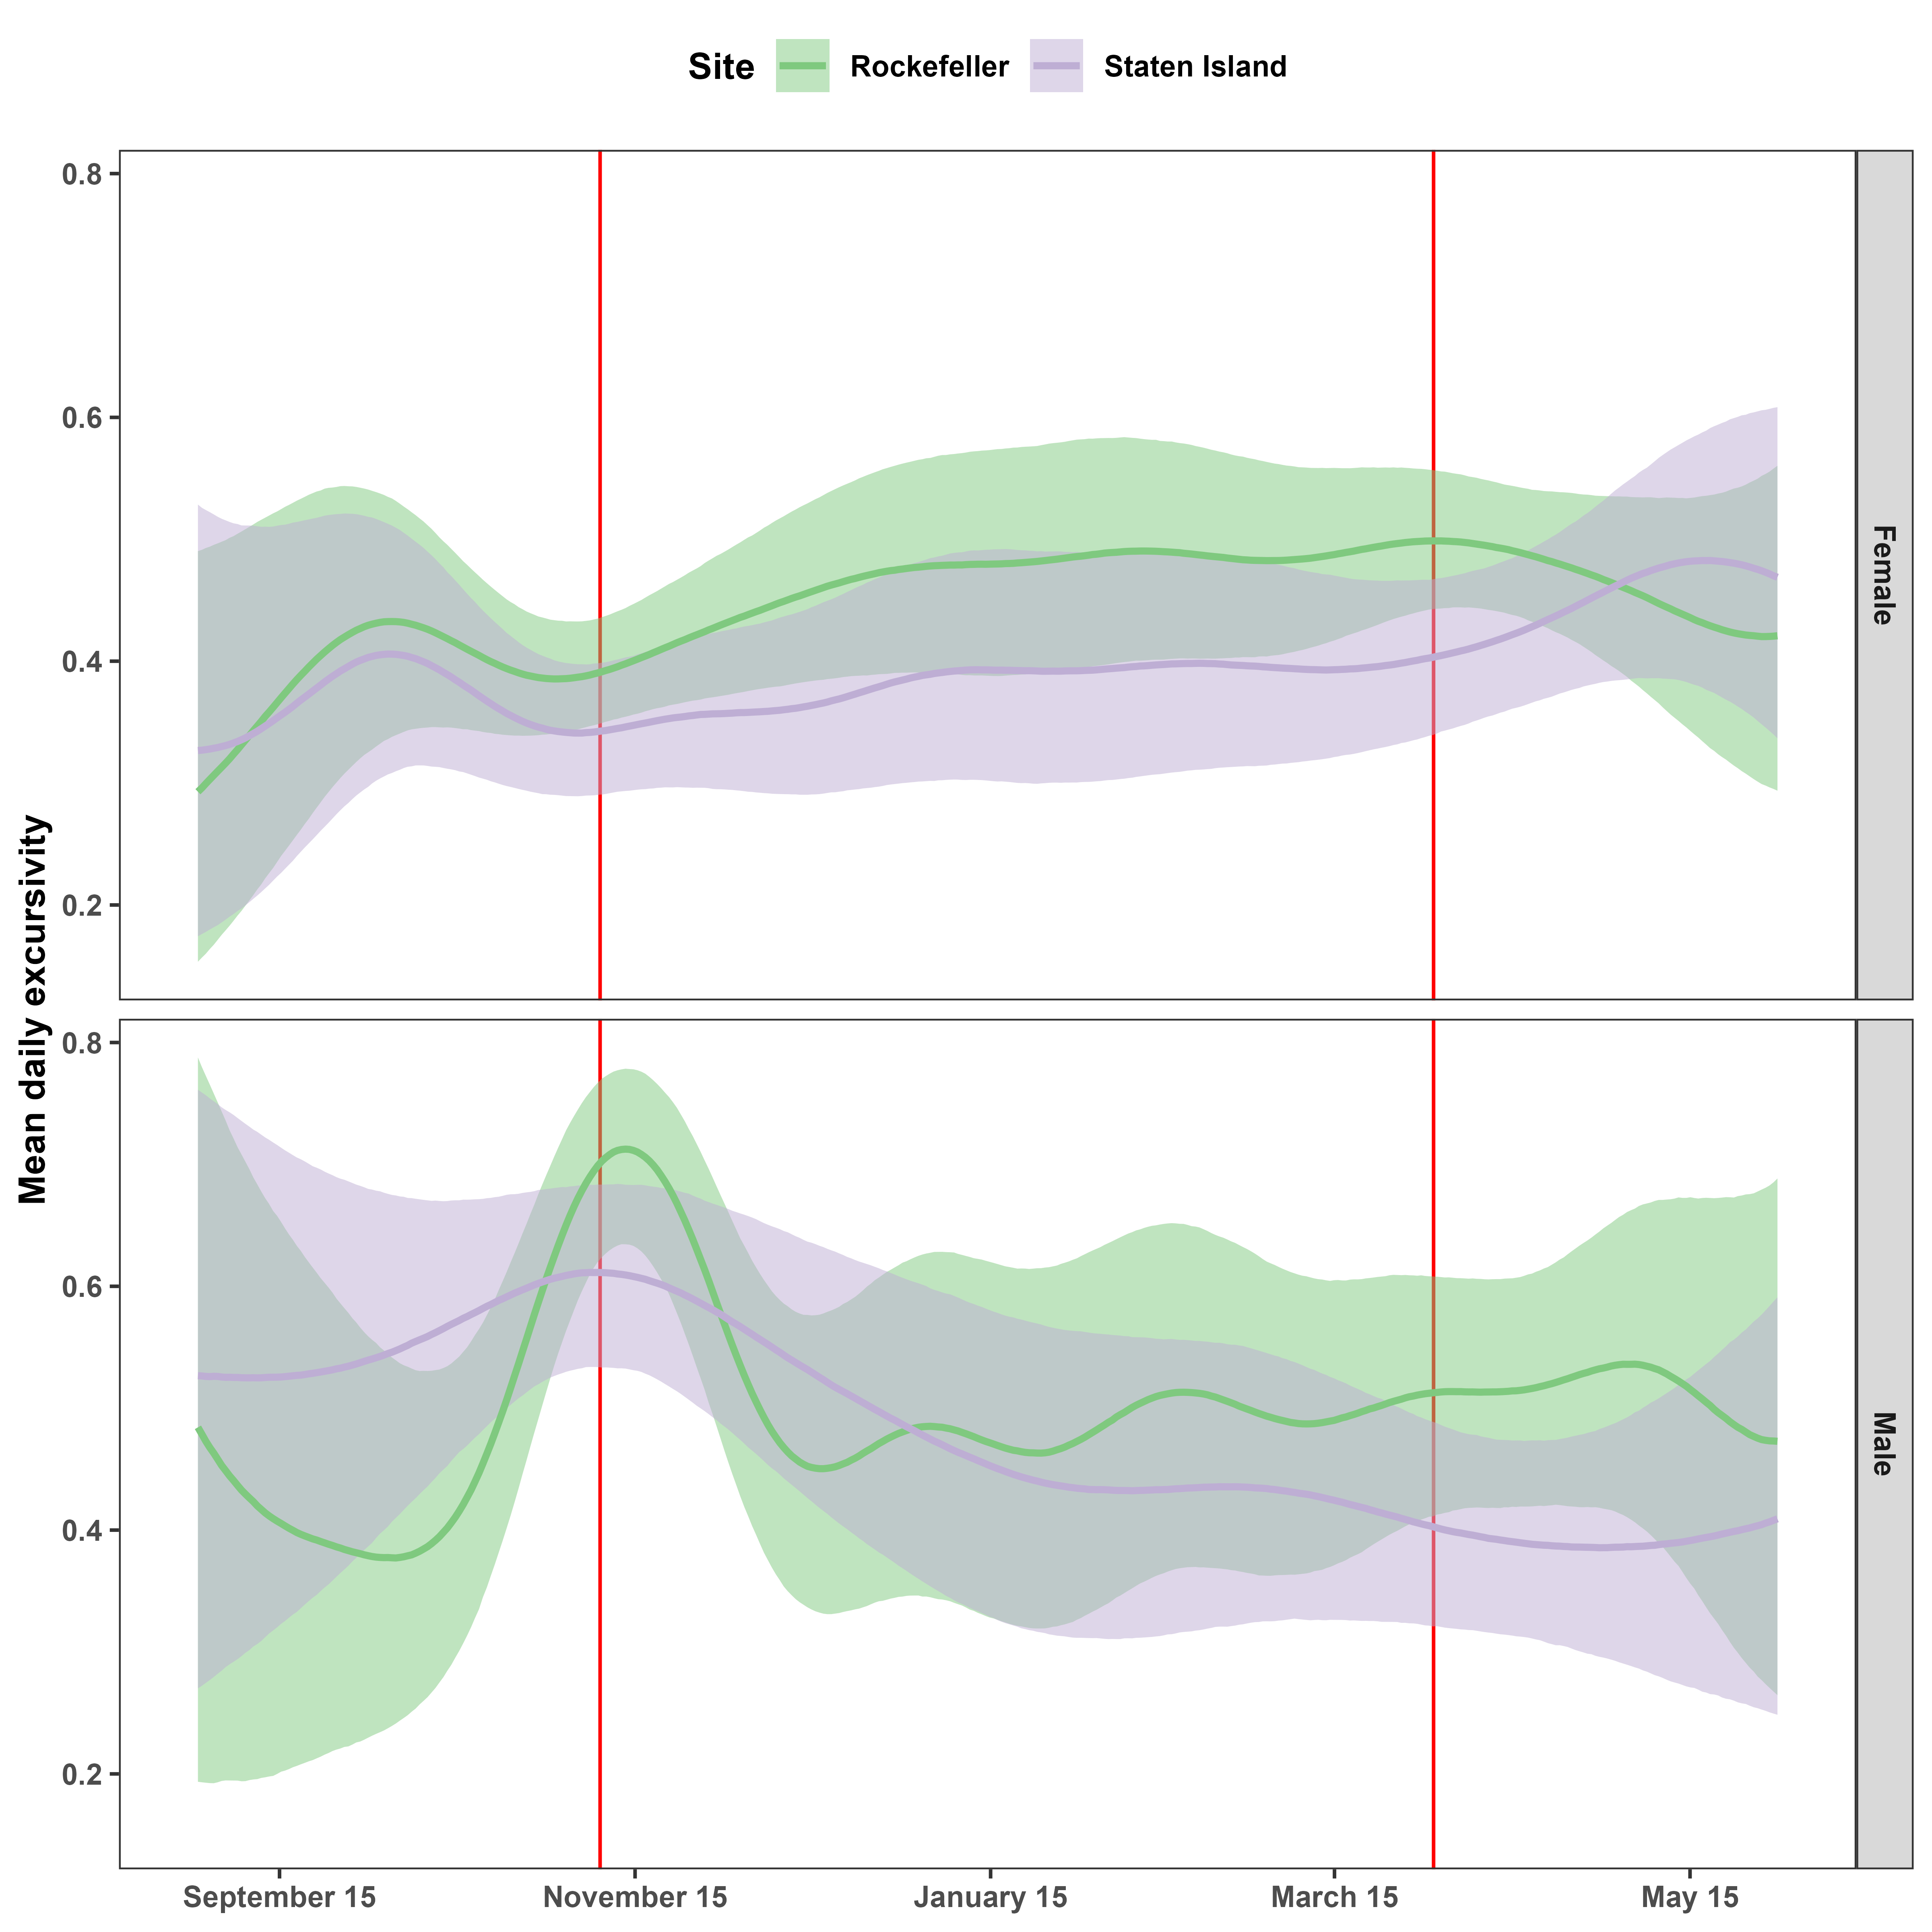 Site Rockefeller Staten Island
Mean daily excursivity
0.8
0.6
0.4
0.2
Female
0.8
0.6
0.4
0.2
Male
September 15 November 15 January 15 March 15 May 15